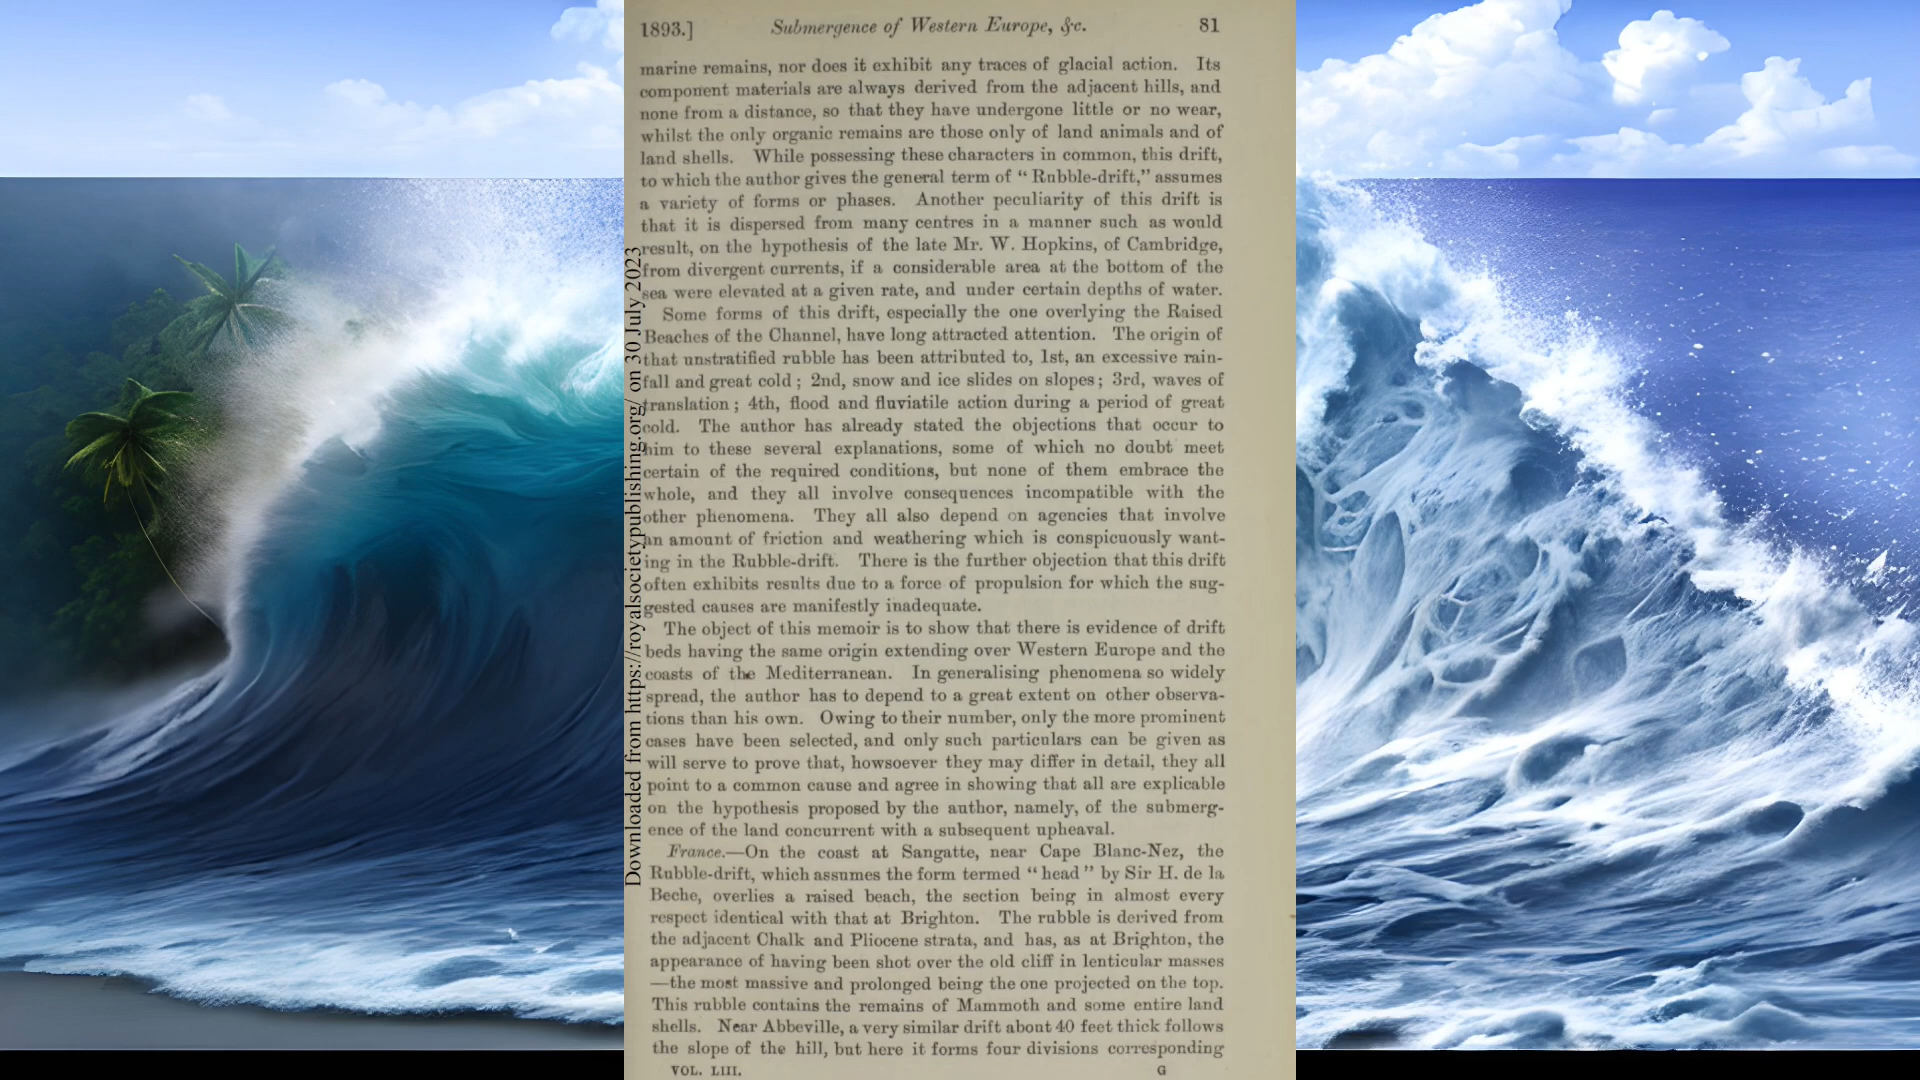 1893.] Submergence of Western Europe, &c. 81
marine remains, nor does it exhibit any traces of glacial action. Its
component materials are always derived from the adjacent hills, and
none from a distance, so that they have undergone little or no wear,
whilst the only organic remains are those only of land animals and of
land shells. While possessing these characters in common, this drift,
to which the author gives the general term of “Rubble-drift,” assumes
a variety of forms or phases. Another peculiarity of this drift is
that it is dispersed from many centres in a manner such as would
result, on the hypothesis of the late Mr. W. Hopkins, of Cambridge,
from divergent currents, if a considerable area at the bottom of the
sea were elevated at a given rate, and under certain depths of water.
Some forms of this drift, especially the one overlying the Raised
Beaches of the Channel, have long attracted attention. The origin of
that unstratified rubble has been attributed to, 1st, an excessive rain-
fall and great cold; 2nd, snow and ice slides on slopes; 3rd, waves of
translation; 4th, flood and fluviatile action during a period of great
cold. The author has already stated the objections that occur to
him to these several explanations, some of which no doubt meet
certain of the required conditions, but none of them embrace the
whole, and they all involve consequences incompatible with the
other phenomena. They all also depend on agencies that involve
an amount of friction and weathering which is conspicuously want-
ing in the Rubble-drift. There is the further objection that this drift
often exhibits results due to a force of propulsion for which the sug-
gested causes are manifestly inadequate.
The object of this memoir is to show that there is evidence of drift
beds having the same origin extending over Western Europe and the
coasts of the Mediterranean. In generalising phenomena so widely
spread, the author has to depend to a great extent on other observa-
tions than his own. Owing to their number, only the more prominent
cases have been selected, and only such particulars can be given as
will serve to prove that, howsoever they may differ in detail, they all
point to a common cause and agree in showing that all are explicable
on the hypothesis proposed by the author, namely, of the submerg-
ence of the land concurrent with a subsequent upheaval.
France.—On the coast at Sangatte, near Cape Blanc-Nez, the
Rubble-drift, which assumes the form termed “head” by Sir H. de la
Beche, overlies a raised beach, the section being in almost every
respect identical with that at Brighton. The rubble is derived from
the adjacent Chalk and Pliocene strata, and has, as at Brighton, the
appearance of having been shot over the old cliff in lenticular masses
—the most massive and prolonged being the one projected on the top.
This rubble contains the remains of Mammoth and some entire land
shells. Near Abbeville, a very similar drift about 40 feet thick follows
the slope of the hill, but here it forms four divisions corresponding
VOL. LIII. G
Downloaded from https://royalsocietypublishing.org/ on 30 July 2023